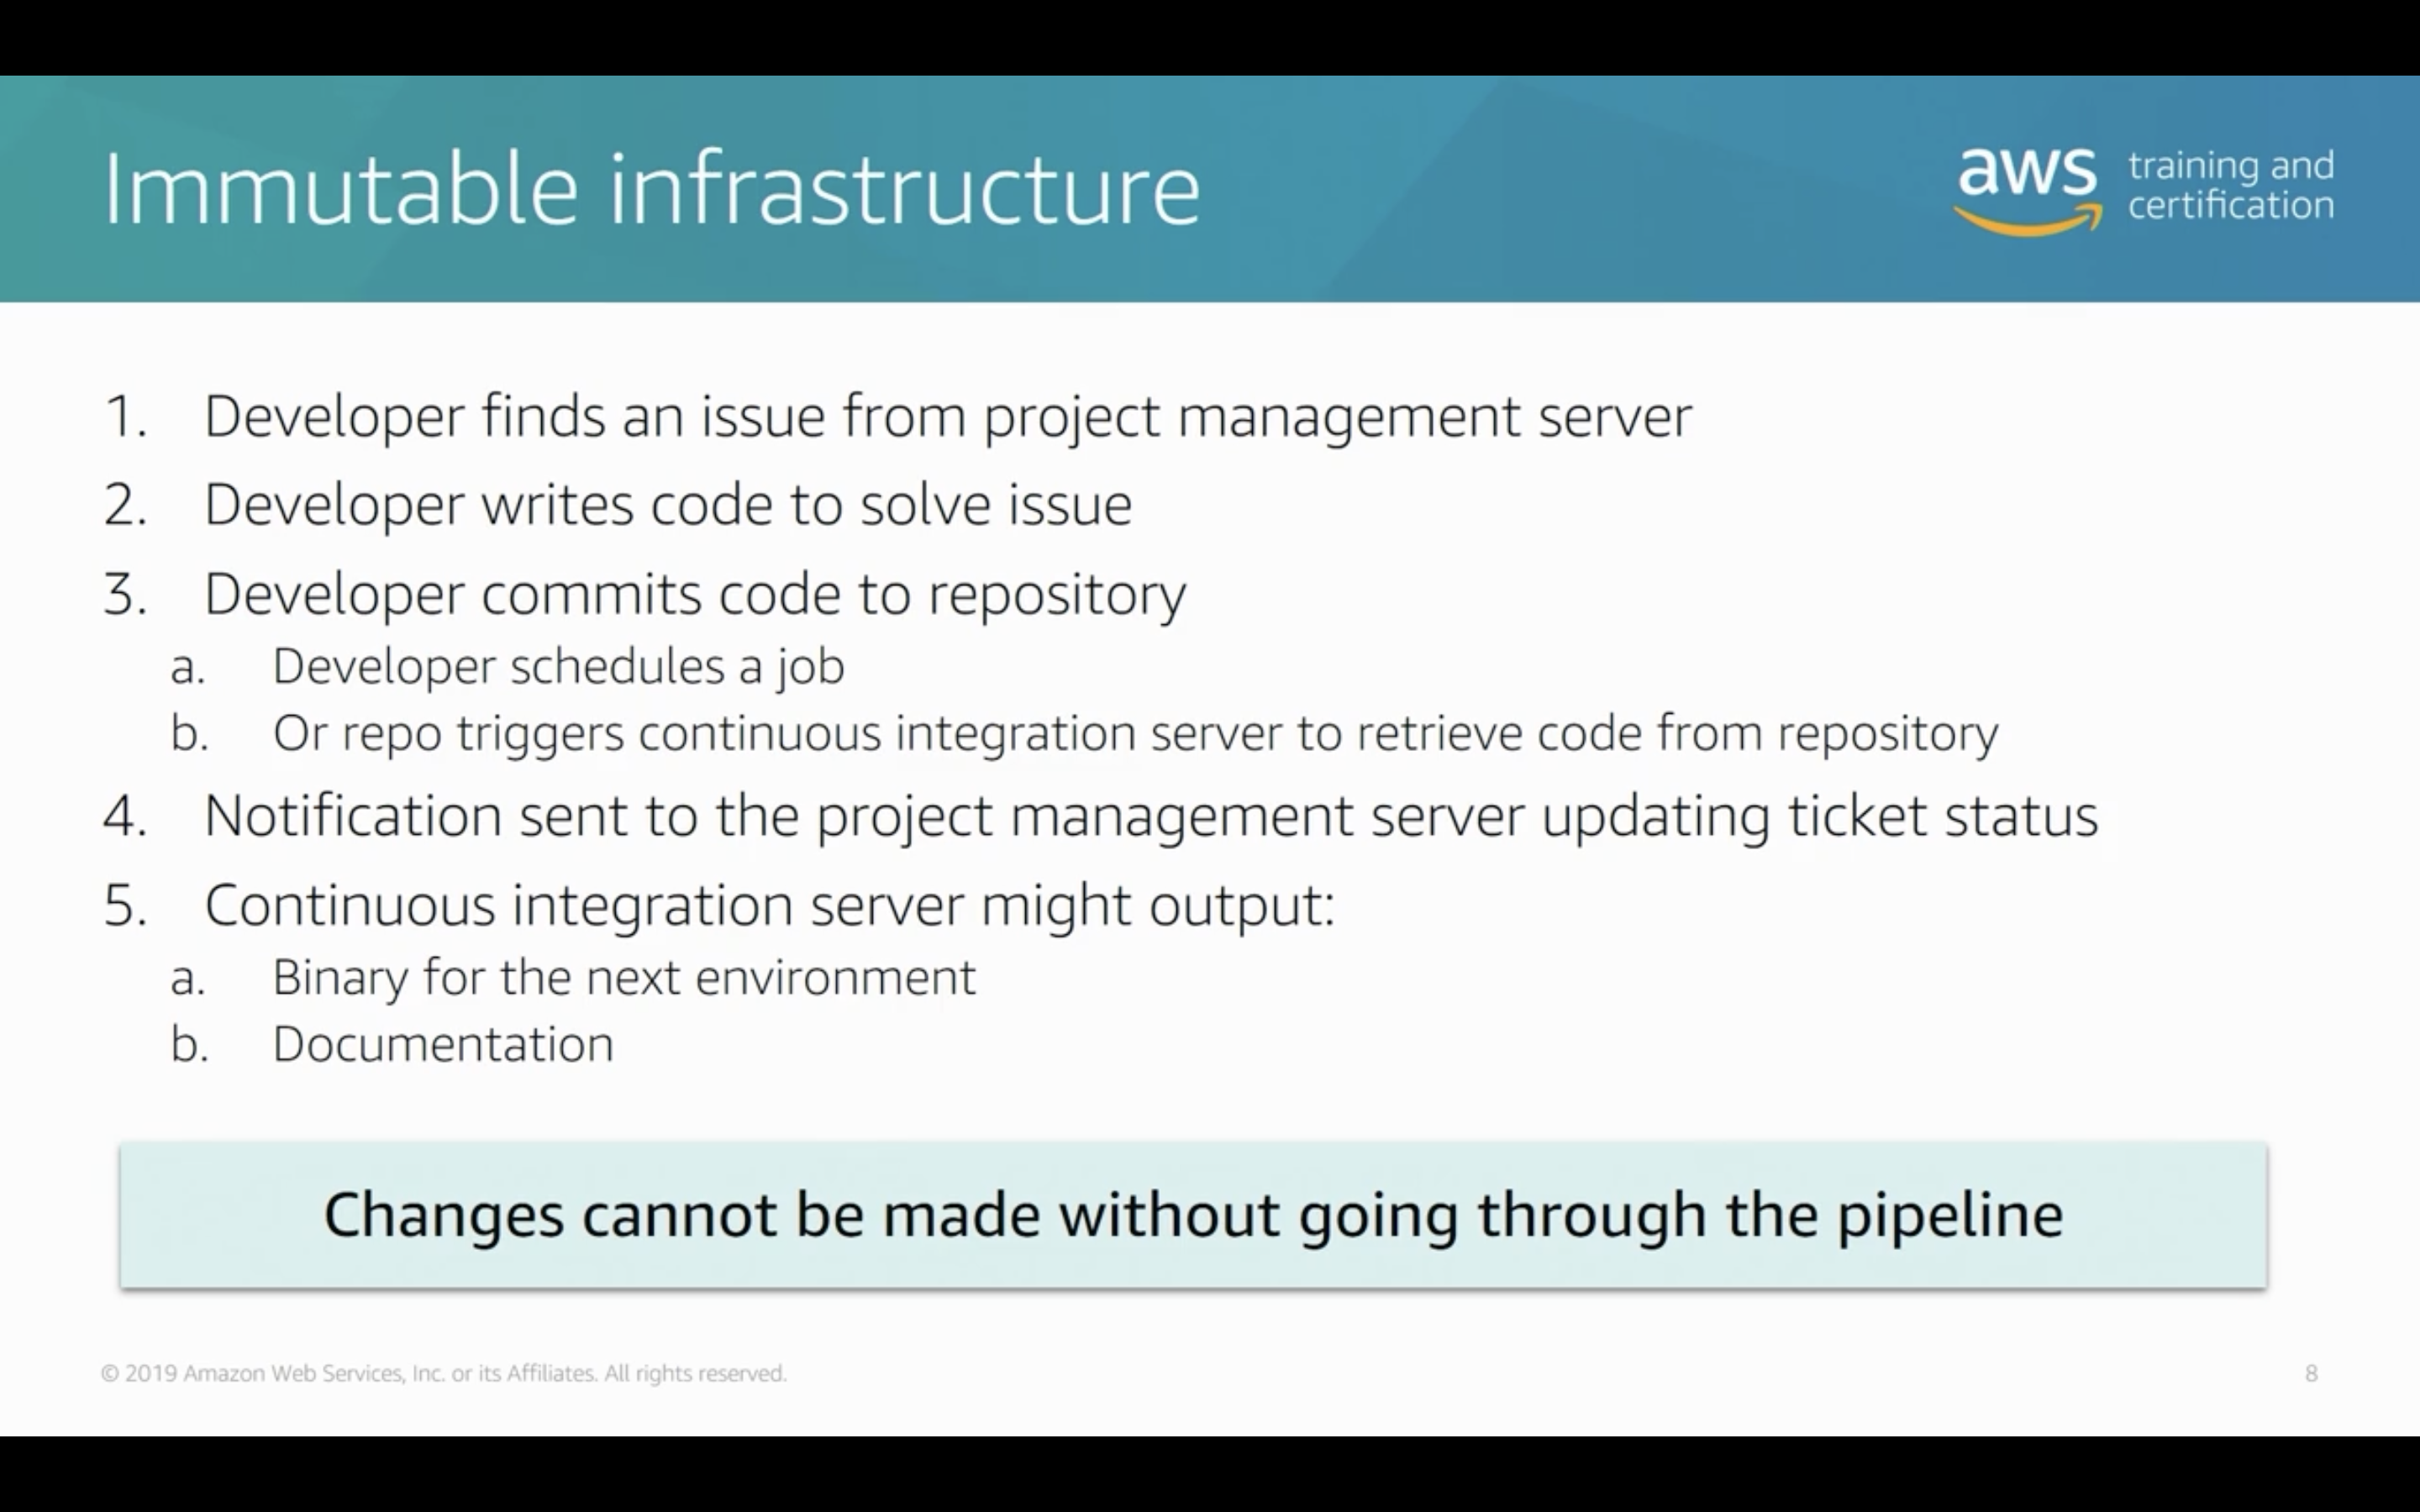 Immutable infrastructure
aws training and
certification
1. Developer finds an issue from project management server
2. Developer writes code to solve issue
3. Developer commits code to repository
a. Developer schedules a job
b. Or repo triggers continuous integration server to retrieve code from repository
4. Notification sent to the project management server updating ticket status
5. Continuous integration server might output:
a. Binary for the next environment
b. Documentation
Changes cannot be made without going through the pipeline
© 2019 Amazon Web Services, Inc. or its Affiliates. All rights reserved.
8